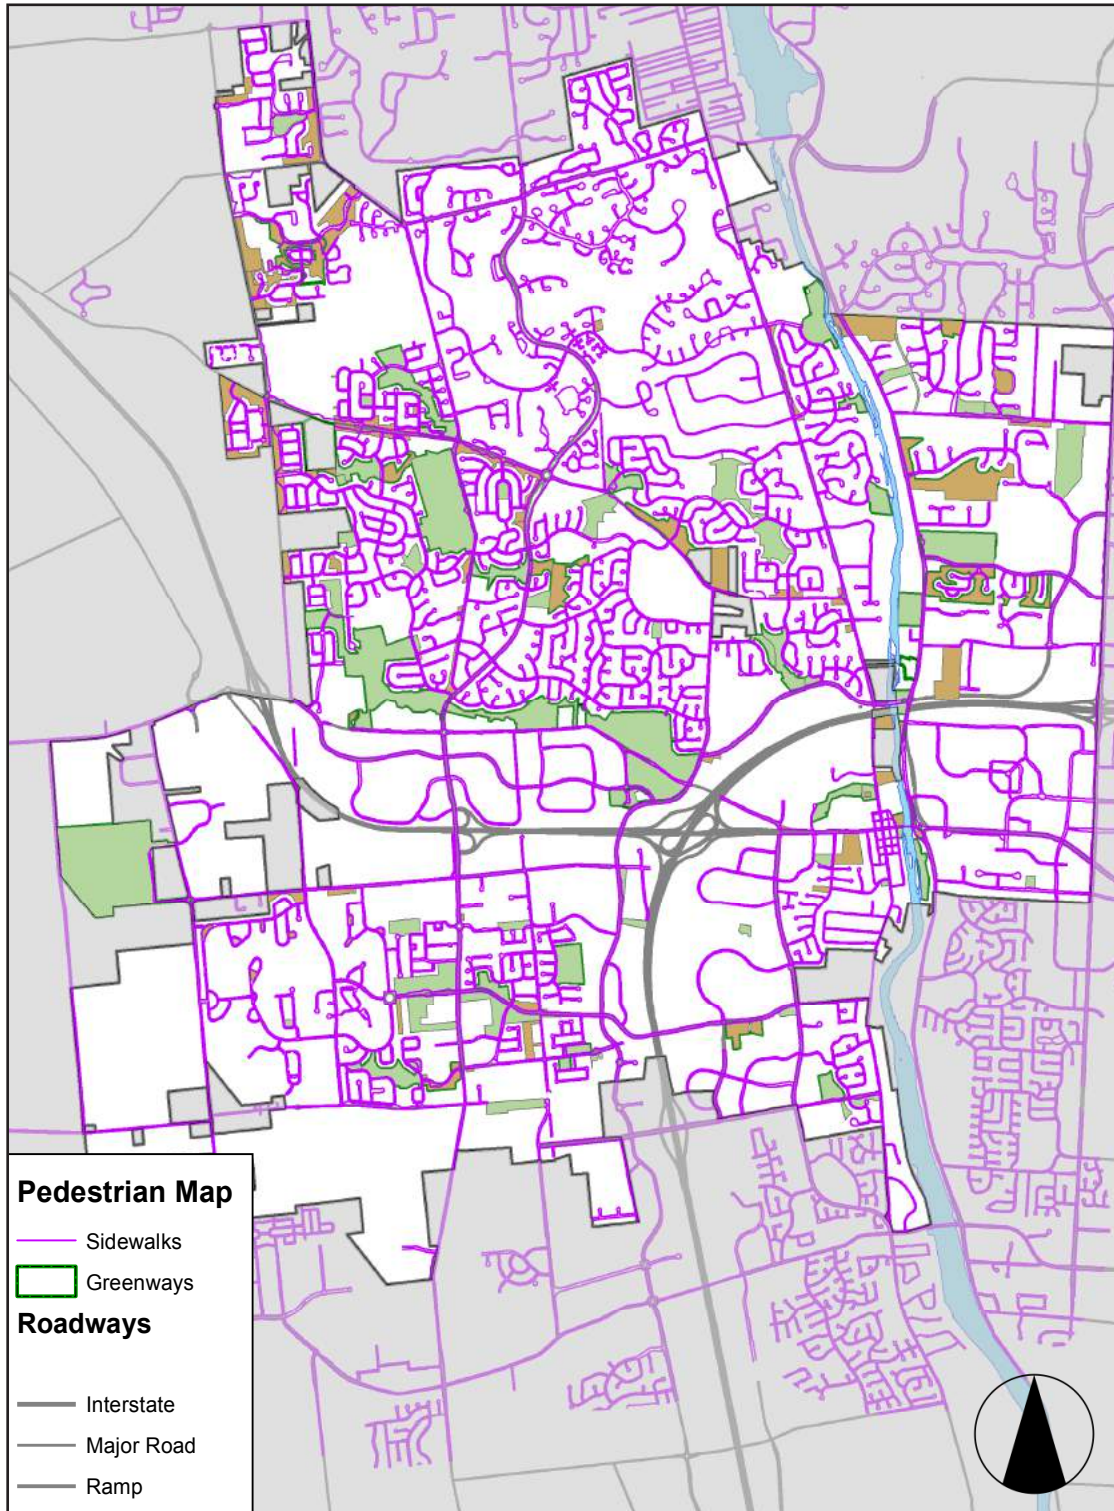 Pedestrian Map
Sidewalks
Greenways
Roadways
Interstate
Major Road
Ramp